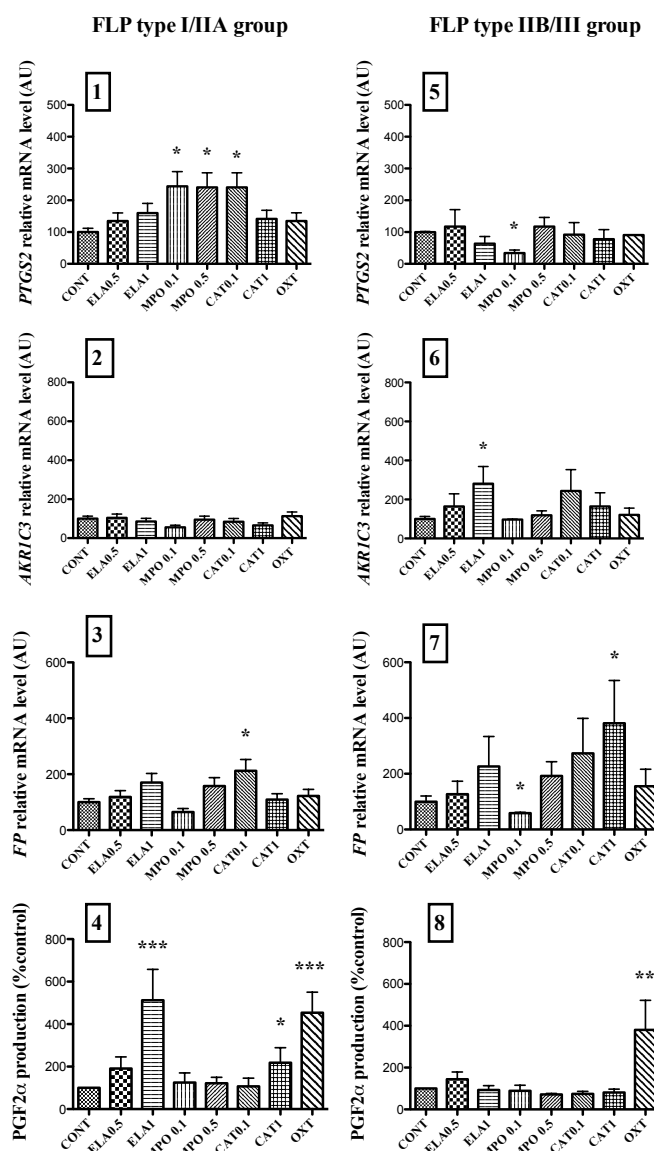 FLP type I/IIA group
FLP type IIB/III group
1
PTGS2 relative mRNA level (AU)
500
400
300
200
100
0
* * *
CONT ELA0.5 ELA1 MPO 0.1 MPO 0.5 CAT0.1 CAT1 OXT
5
PTGS2 relative mRNA level (AU)
500
400
300
200
100
0
*
CONT ELA0.5 ELA1 MPO 0.1 MPO 0.5 CAT0.1 CAT1 OXT
2
AKR1C3 relative mRNA level (AU)
800
600
400
200
0
CONT ELA0.5 ELA1 MPO 0.1 MPO 0.5 CAT0.1 CAT1 OXT
6
AKR1C3 relative mRNA level (AU)
800
600
400
200
0
*
CONT ELA0.5 ELA1 MPO 0.1 MPO 0.5 CAT0.1 CAT1 OXT
3
FP relative mRNA level (AU)
600
400
200
0
*
CONT ELA0.5 ELA1 MPO 0.1 MPO 0.5 CAT0.1 CAT1 OXT
7
FP relative mRNA level (AU)
600
400
200
0
* *
CONT ELA0.5 ELA1 MPO 0.1 MPO 0.5 CAT0.1 CAT1 OXT
4
PGF2α production (%control)
800
600
400
200
0
*** * ***
CONT ELA0.5 ELA1 MPO 0.1 MPO 0.5 CAT0.1 CAT1 OXT
8
PGF2α production (%control)
800
600
400
200
0
**
CONT ELA0.5 ELA1 MPO 0.1 MPO 0.5 CAT0.1 CAT1 OXT